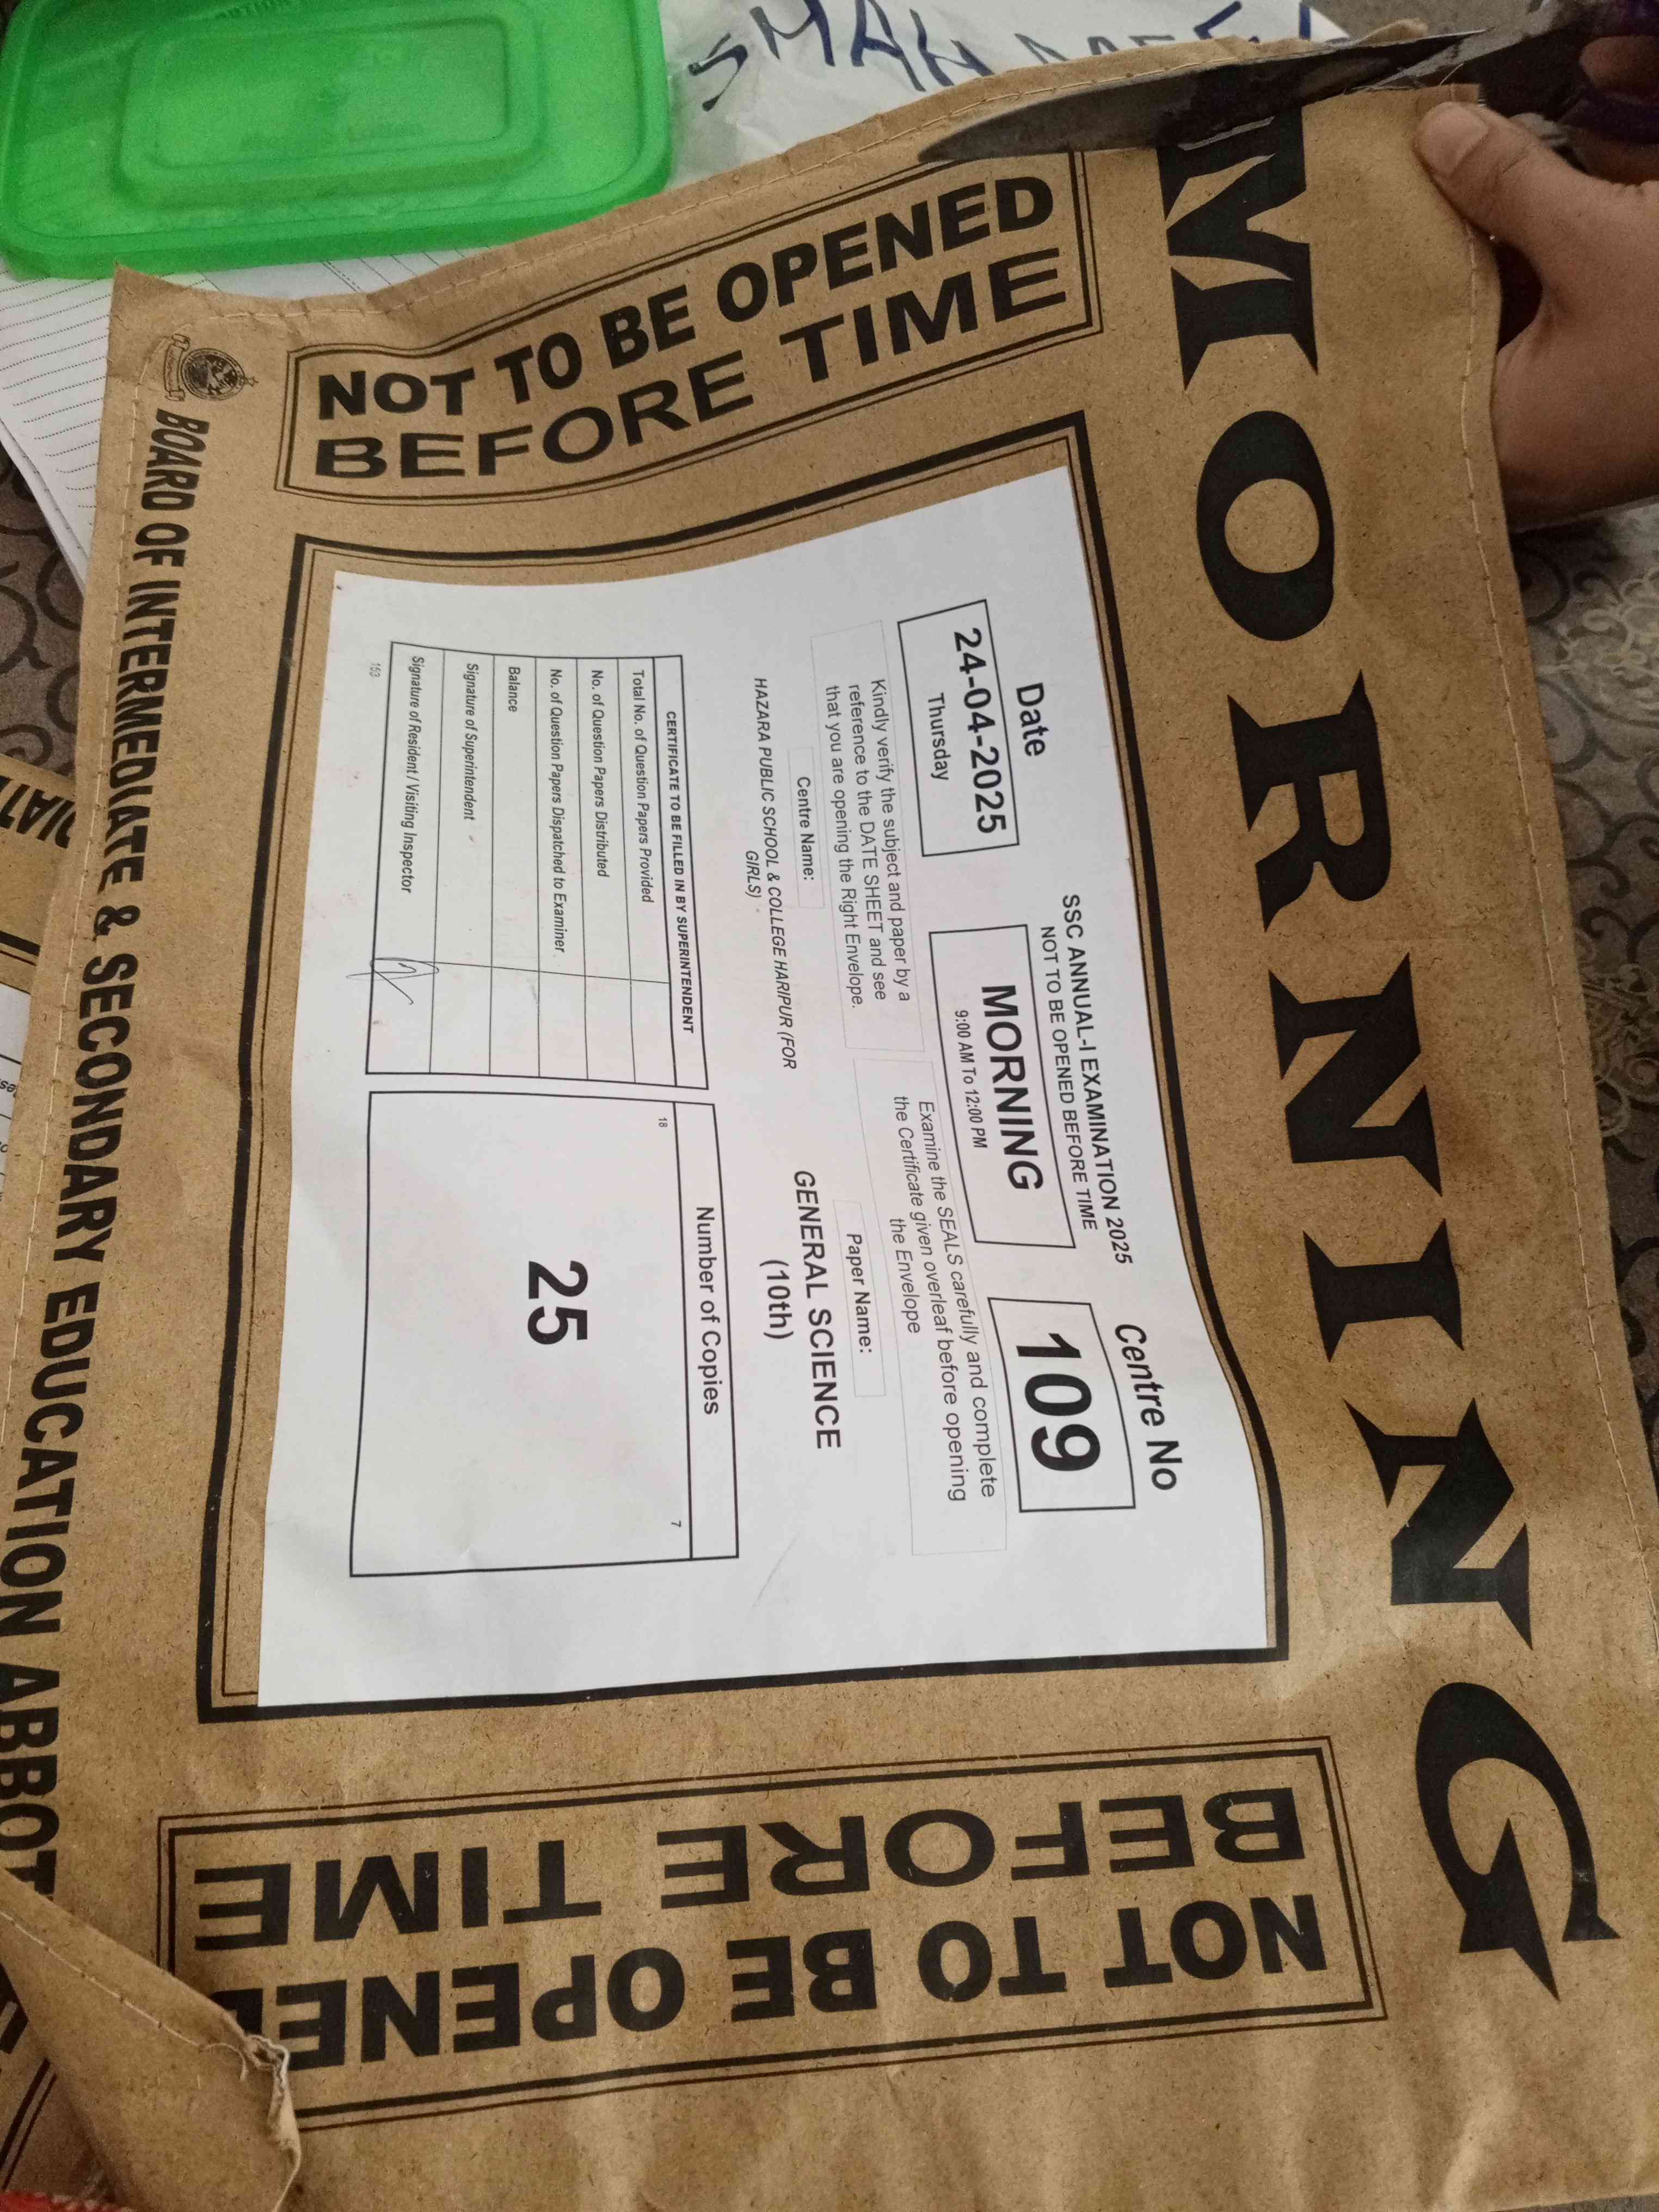 MORNING
NOT TO BE OPENED
BEFORE TIME
SSC ANNUAL-I EXAMINATION 2025
NOT TO BE OPENED BEFORE TIME
Date
24-04-2025
Thursday
MORNING
9:00 AM To 12:00 PM
Centre No
109
Kindly verify the subject and paper by a
reference to the DATE SHEET and see
that you are opening the Right Envelope.
Examine the SEALS carefully and complete
the Certificate given overleaf before opening
the Envelope
Centre Name:
HAZARA PUBLIC SCHOOL & COLLEGE HARIPUR (FOR
GIRLS)
Paper Name:
GENERAL SCIENCE
(10th)
CERTIFICATE TO BE FILLED IN BY SUPERINTENDENT
Total No. of Question Papers Provided
No. of Question Papers Distributed
No. of Question Papers Dispatched to Examiner
Balance
Signature of Superintendent
Signature of Resident / Visiting Inspector
163
Number of Copies
18
7
25
NOT TO BE OPENED
BEFORE TIME
BOARD OF INTERMEDIATE & SECONDARY EDUCATION ABBOT